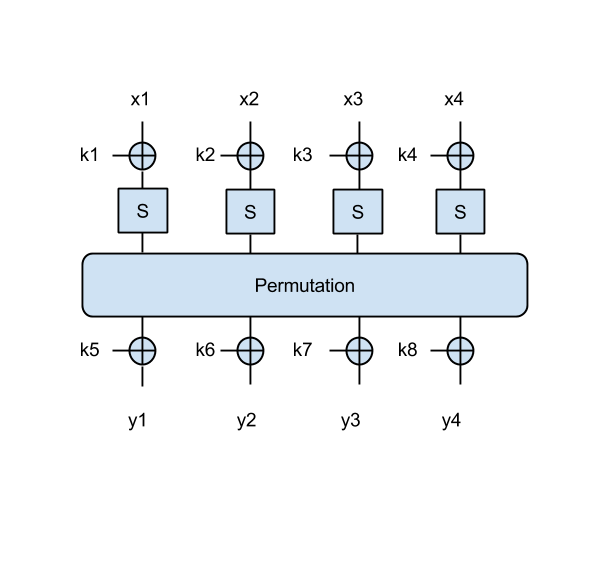 x1 x2 x3 x4
k1 k2 k3 k4
S S S S
Permutation
k5 k6 k7 k8
y1 y2 y3 y4